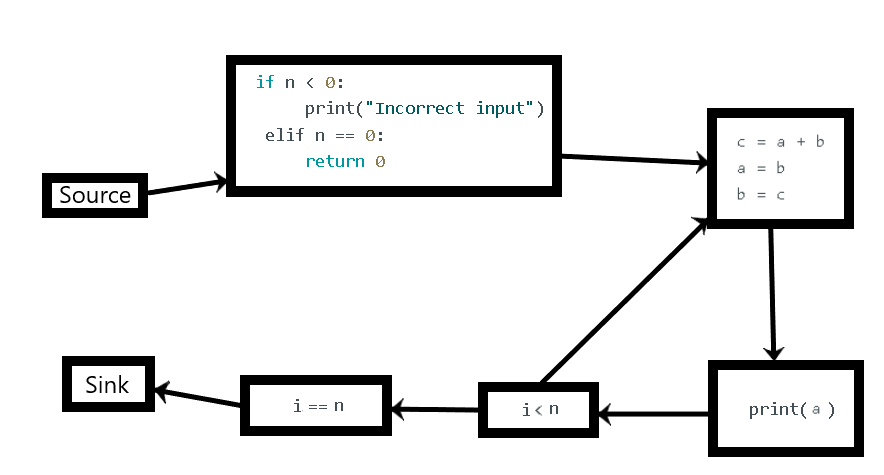 if n < 0:
print("Incorrect input")
elif n == 0:
return 0
c = a + b
a = b
b = c
Source
Sink
i == n
i < n
print( a )